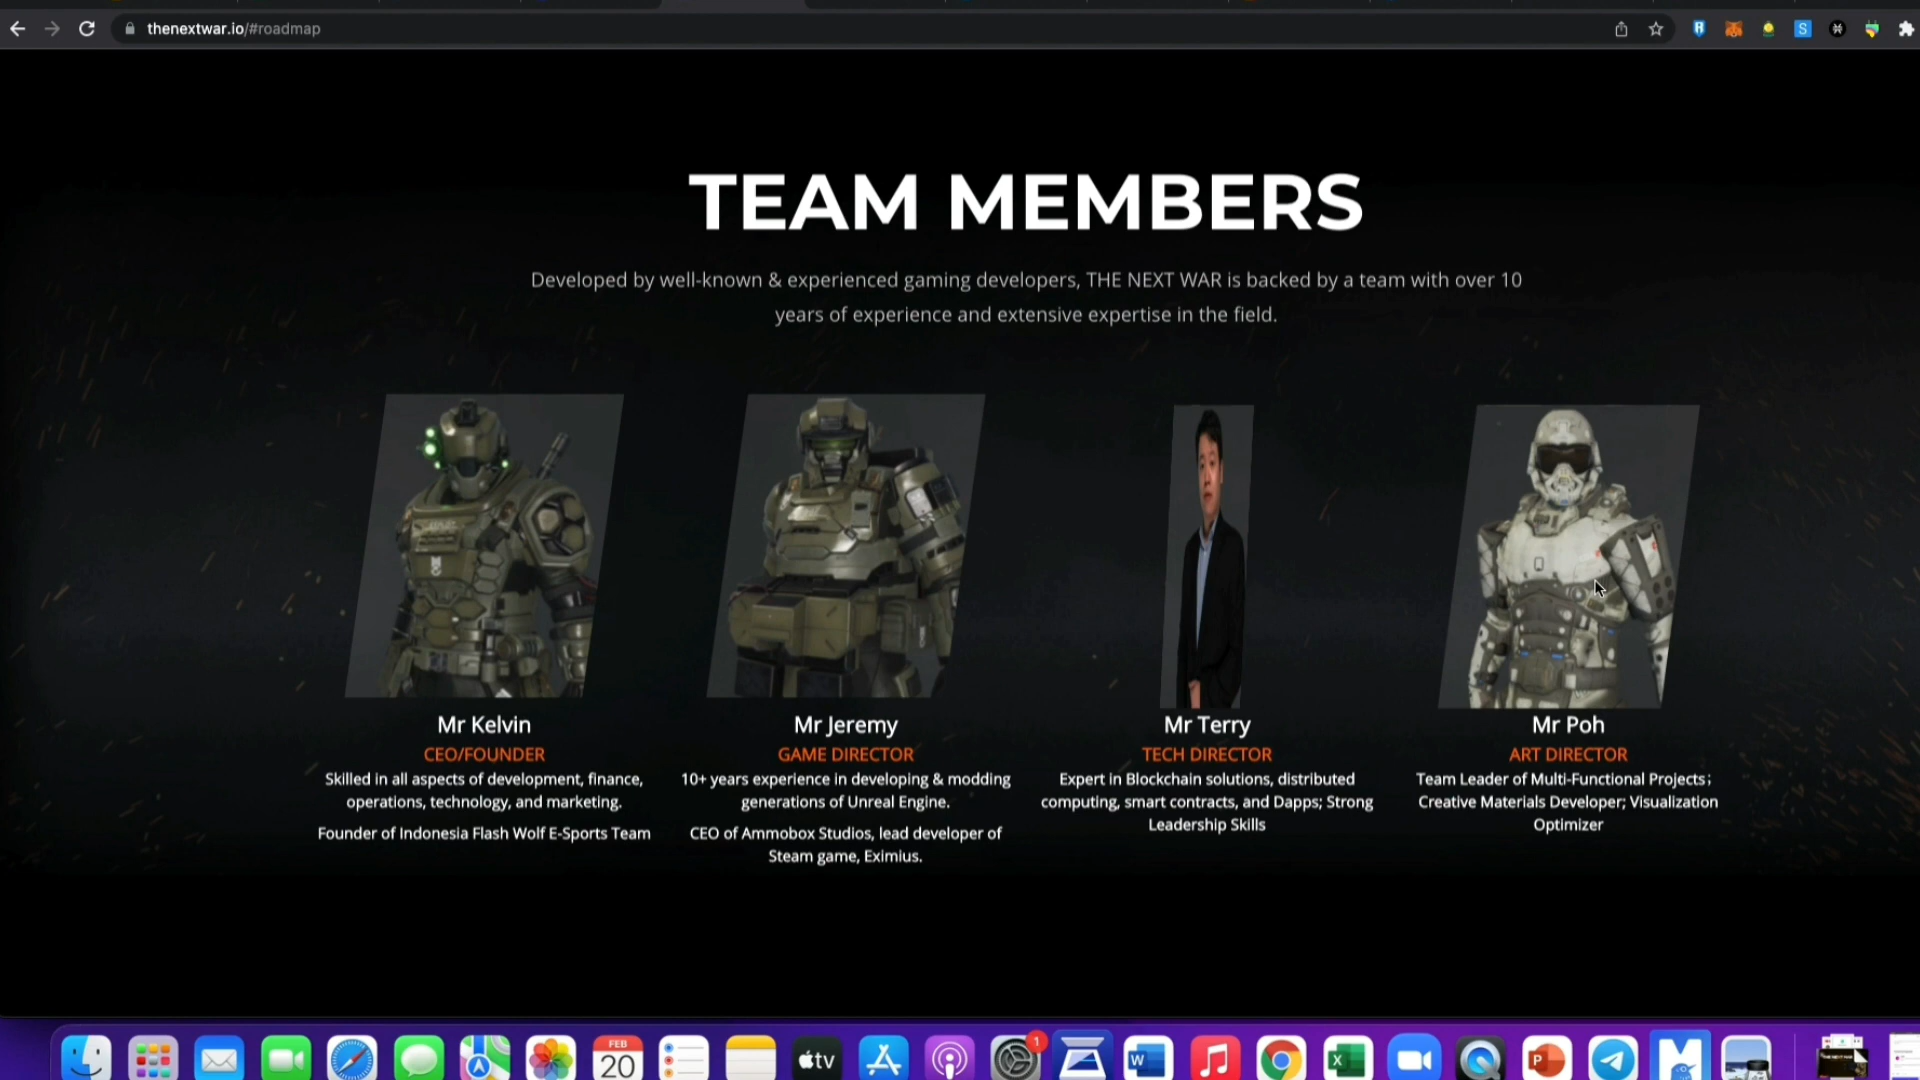 thenextwar.io/#roadmap
TEAM MEMBERS
Developed by well-known & experienced gaming developers, THE NEXT WAR is backed by a team with over 10
years of experience and extensive expertise in the field.
Mr Kelvin
CEO/FOUNDER
Skilled in all aspects of development, finance,
operations, technology, and marketing.
Founder of Indonesia Flash Wolf E-Sports Team
Mr Jeremy
GAME DIRECTOR
10+ years experience in developing & modding
generations of Unreal Engine.
CEO of Ammobox Studios, lead developer of
Steam game, Eximius.
Mr Terry
TECH DIRECTOR
Expert in Blockchain solutions, distributed
computing, smart contracts, and Dapps; Strong
Leadership Skills
Mr Poh
ART DIRECTOR
Team Leader of Multi-Functional Projects;
Creative Materials Developer; Visualization
Optimizer
FEB
20
tv
1
W
X
P
S